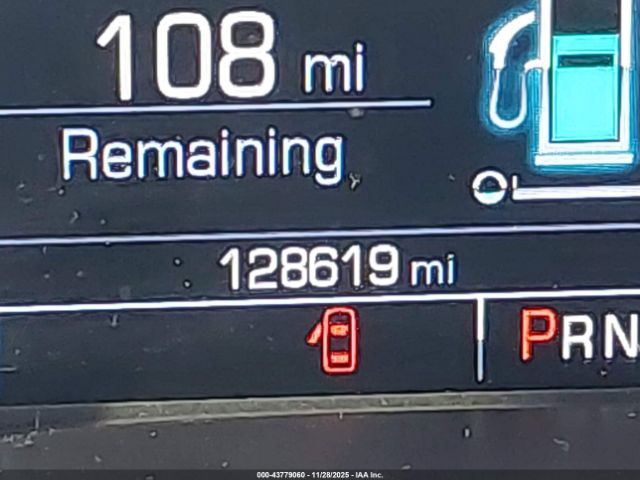 108 mi
Remaining
128619 mi
PRN
000-43779060 - 11/28/2025 - IAA Inc.